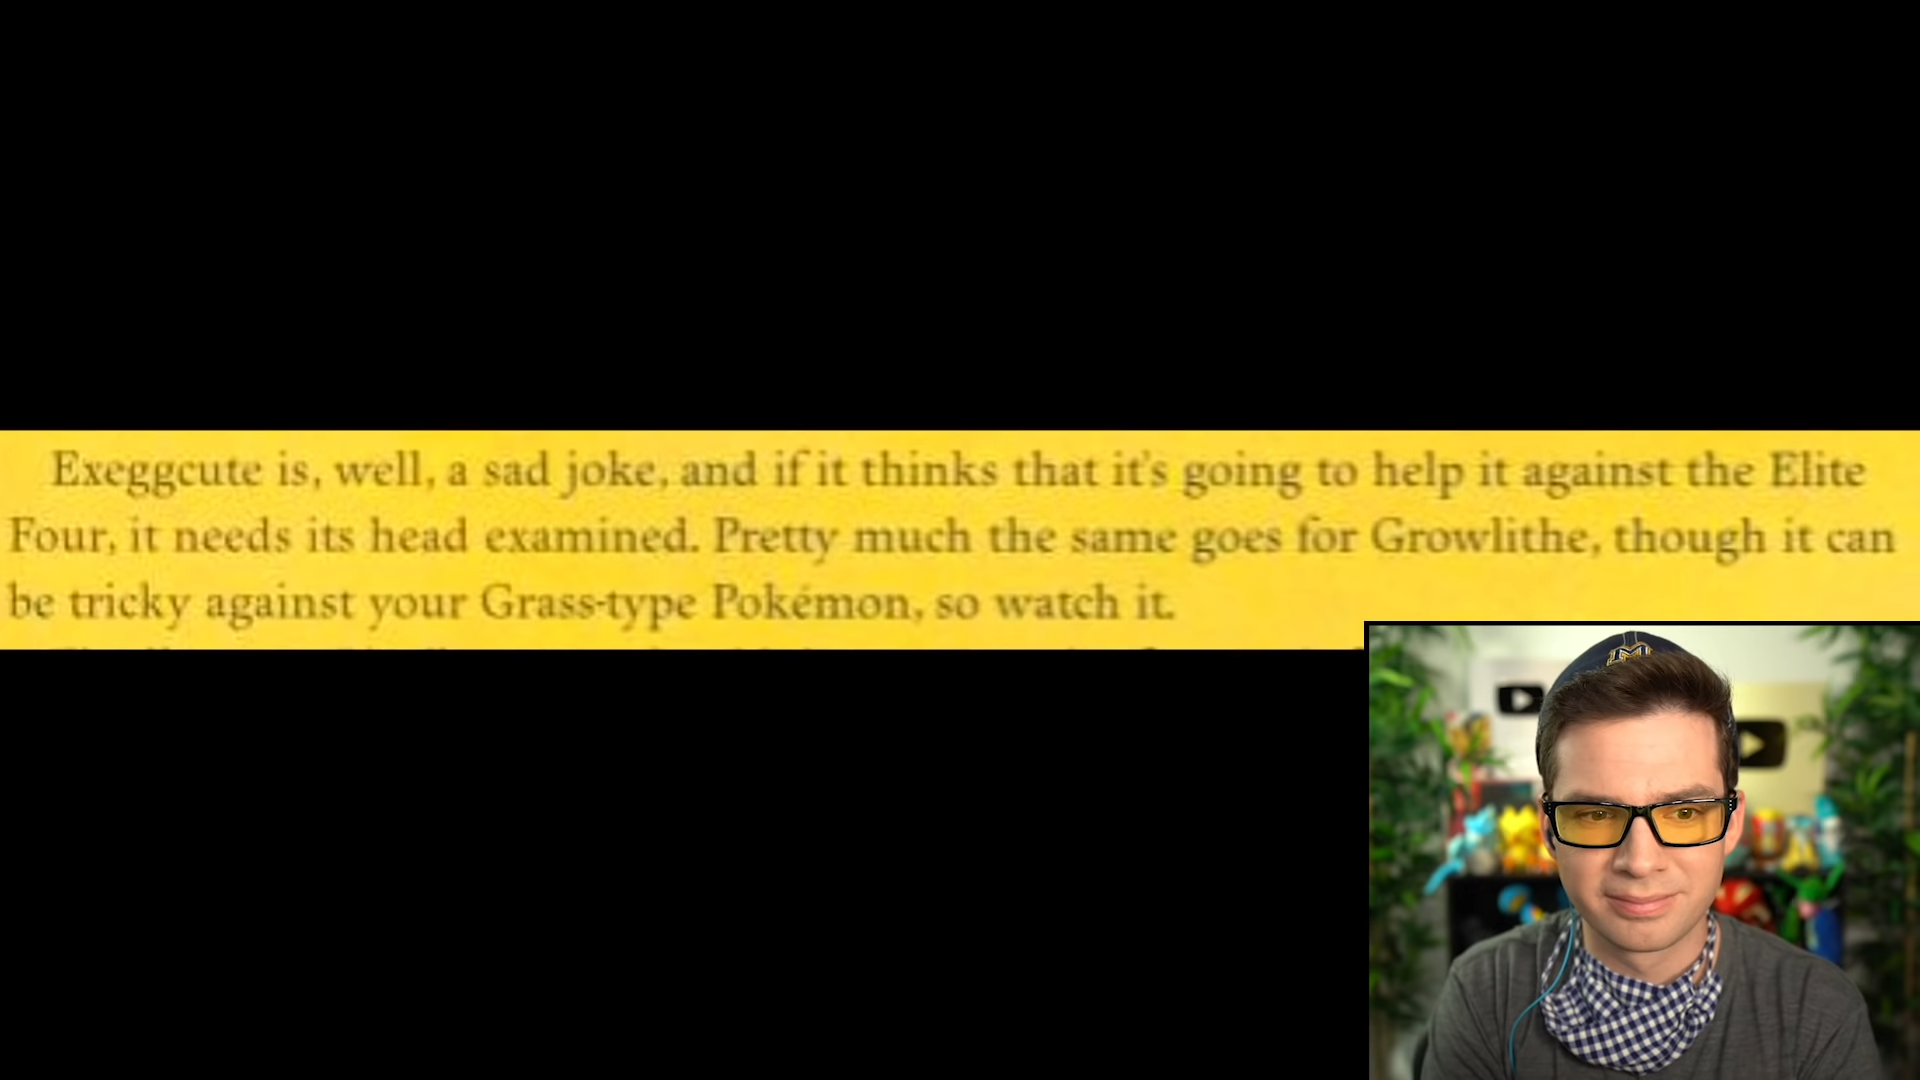 Exeggcute is, well, a sad joke, and if it thinks that it's going to help it against the Elite
Four, it needs its head examined. Pretty much the same goes for Growlithe, though it can
be tricky against your Grass-type Pokémon, so watch it.
M